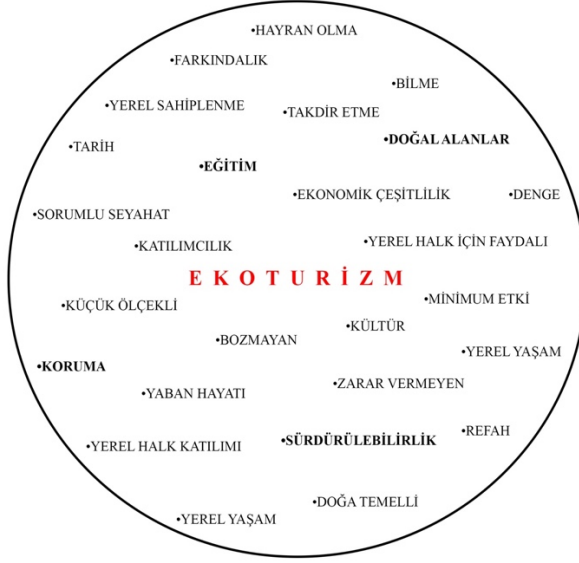 •HAYRAN OLMA
•FARKINDALIK
•BİLME
•YEREL SAHİPLENME
•TAKDİR ETME
•DOĞAL ALANLAR
•TARİH
•EĞİTİM
•EKONOMİK ÇEŞİTLİLİK
•DENGE
•SORUMLU SEYAHAT
•KATILIMCILIK
•YEREL HALK İÇİN FAYDALI
EKOTURİZM
•KÜÇÜK ÖLÇEKLİ
•MİNİMUM ETKİ
•KÜLTÜR
•BOZMAYAN
•YEREL YAŞAM
•KORUMA
•YABAN HAYATI
•ZARAR VERMEYEN
•REFAH
•YEREL HALK KATILIMI
•SÜRDÜRÜLEBİLİRLİK
•DOĞA TEMELLİ
•YEREL YAŞAM